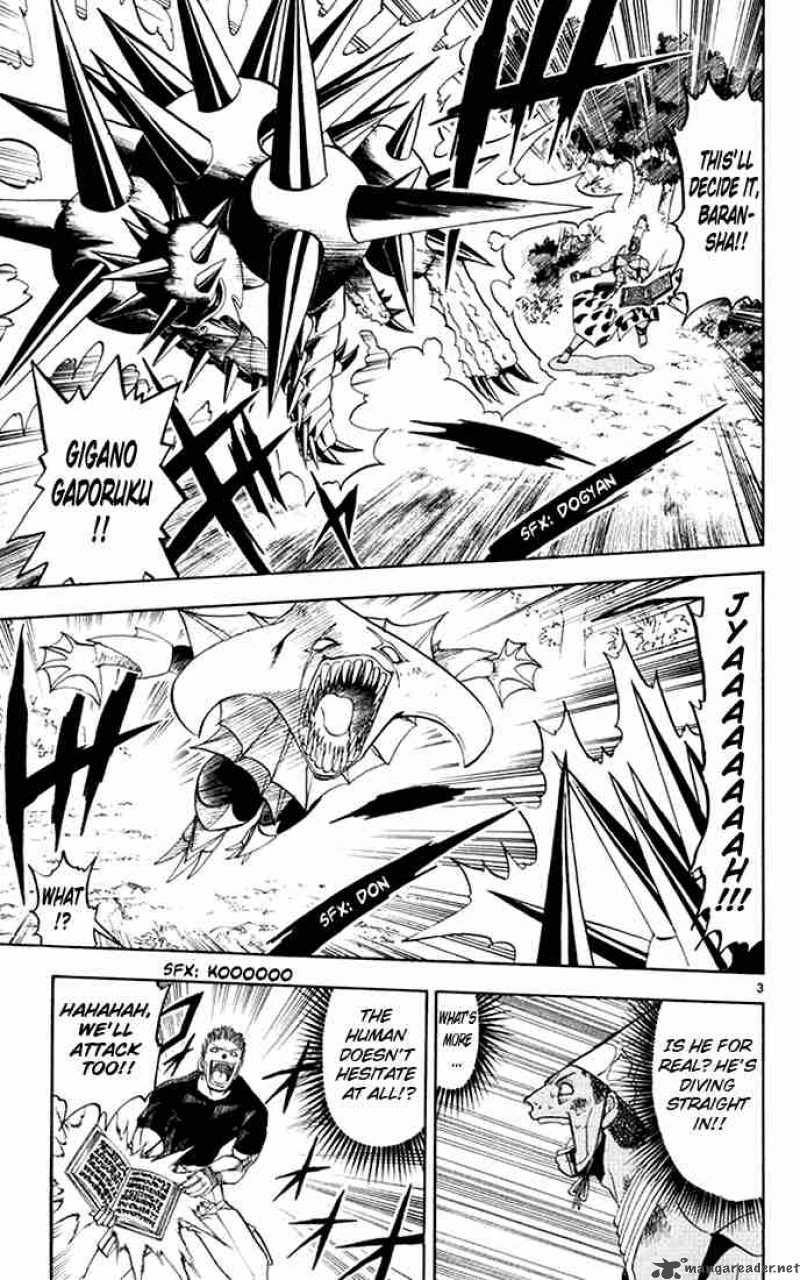 THIS'LL
DECIDE IT,
BARAN-
SHA!!
GIGANO
GADORUKU
!!
SFX: DOGYAN
JYAAAAAAAAAAH!!!
WHAT
!?
SFX: DON
3
IS HE FOR
REAL? HE'S
DIVING
STRAIGHT
IN!!
WHAT'S
MORE
...
THE
HUMAN
DOESN'T
HESITATE
AT ALL!?
SFX: KOOOOOO
HAHAHAH,
WE'LL
ATTACK
TOO!!
mangareader.net